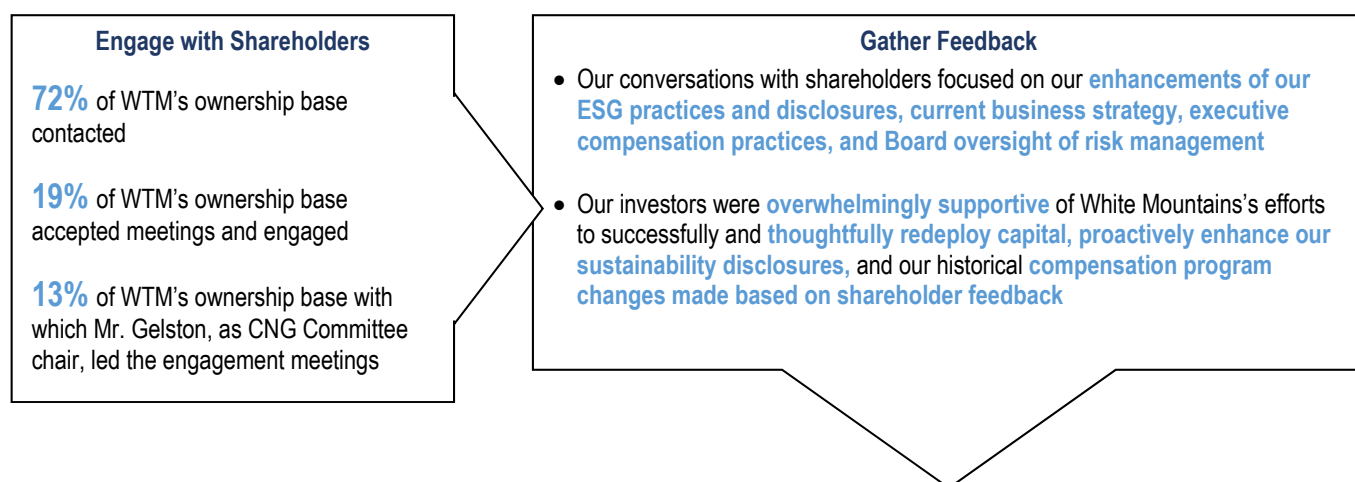 Engage with Shareholders
72% of WTM’s ownership base
contacted
19% of WTM’s ownership base
accepted meetings and engaged
13% of WTM’s ownership base with
which Mr. Gelston, as CNG Committee
chair, led the engagement meetings
Gather Feedback
• Our conversations with shareholders focused on our enhancements of our
ESG practices and disclosures, current business strategy, executive
compensation practices, and Board oversight of risk management
• Our investors were overwhelmingly supportive of White Mountains’s efforts
to successfully and thoughtfully redeploy capital, proactively enhance our
sustainability disclosures, and our historical compensation program
changes made based on shareholder feedback